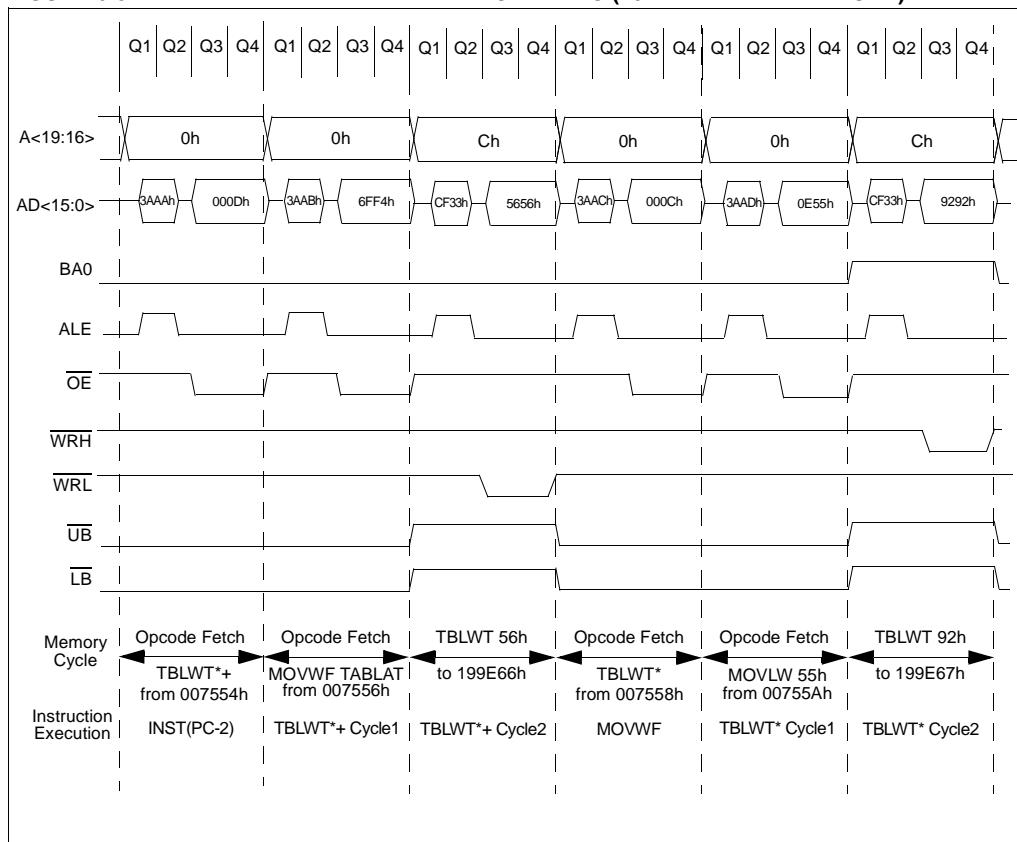 Q1 Q2 Q3 Q4 Q1 Q2 Q3 Q4 Q1 Q2 Q3 Q4 Q1 Q2 Q3 Q4 Q1 Q2 Q3 Q4 Q1 Q2 Q3 Q4
A<19:16> 0h 0h Ch 0h 0h Ch
AD<15:0> 3AAAh 000Dh 3AABh 6FF4h CF33h 5656h 3AACh 000Ch 3AADh 0E55h CF33h 9292h
BA0
ALE
OE
WRH
WRL
UB
LB
Memory Cycle
Opcode Fetch
TBLWT*+
from 007554h
Opcode Fetch
MOVWF TABLAT
from 007556h
TBLWT 56h
to 199E66h
Opcode Fetch
TBLWT*
from 007558h
Opcode Fetch
MOVLW 55h
from 00755Ah
TBLWT 92h
to 199E67h
Instruction
Execution
INST(PC-2) TBLWT*+ Cycle1 TBLWT*+ Cycle2 MOVWF TBLWT* Cycle1 TBLWT* Cycle2